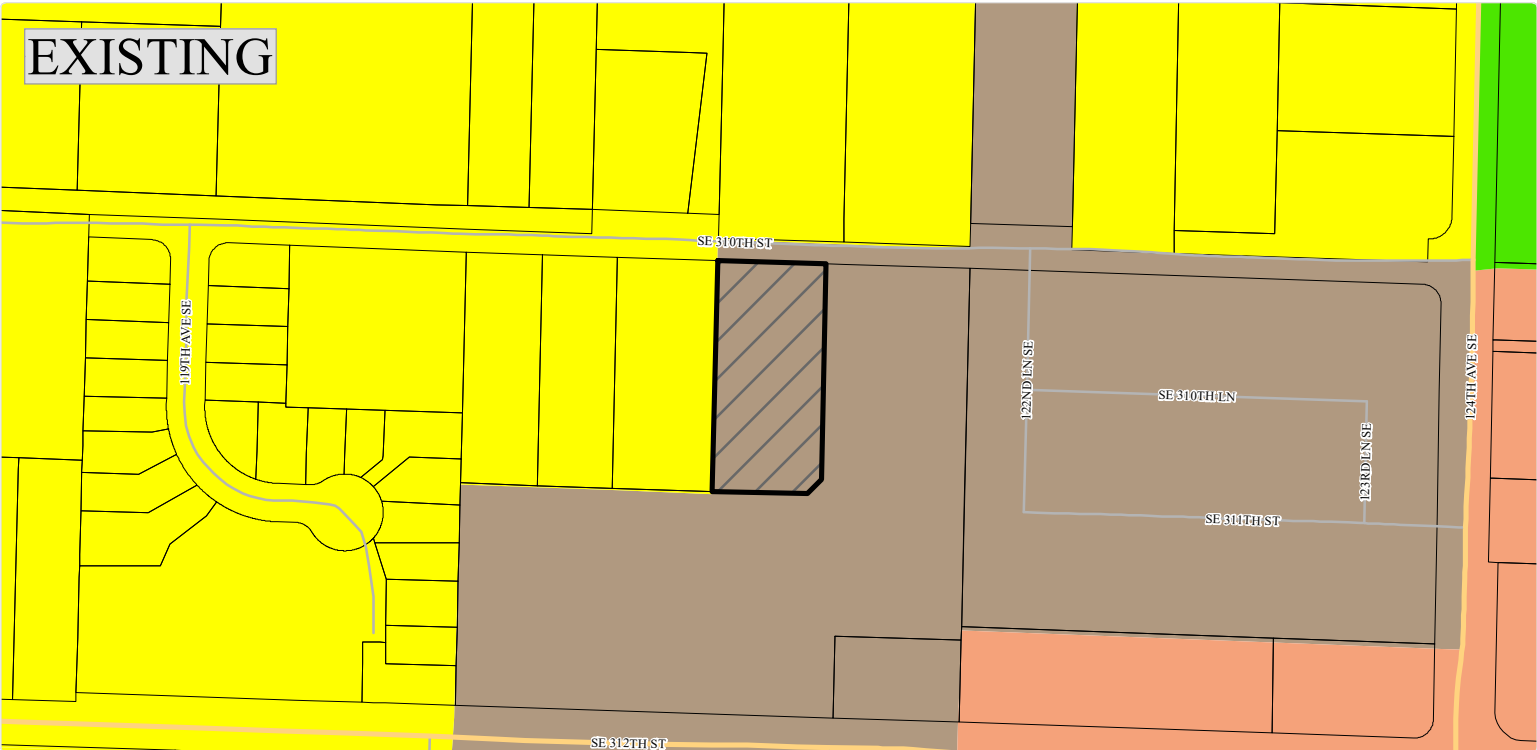 EXISTING
SE 310TH ST
119TH AVE SE
122ND LN SE
SE 310TH LN
124TH AVE SE
123RD LN SE
SE 311TH ST
SE 312TH ST